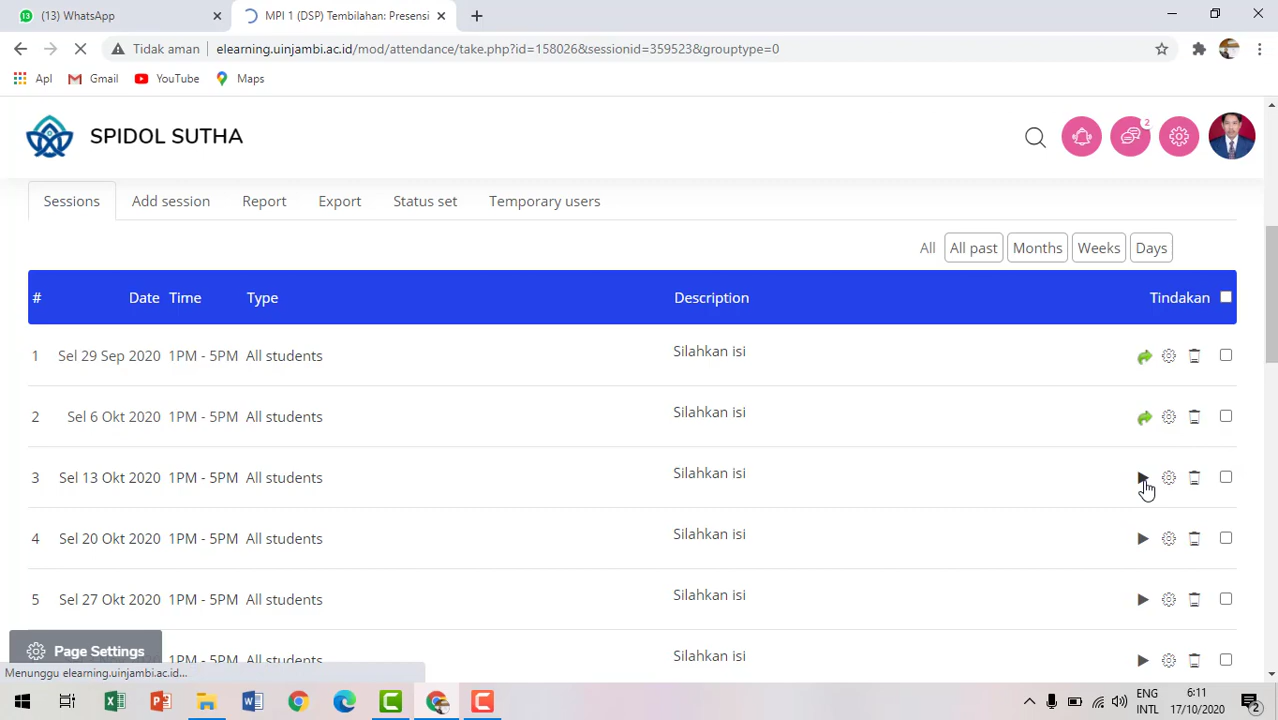 (13) WhatsApp
MPI 1 (DSP) Tembilahan: Presensi
Tidak aman
elearning.uinjambi.ac.id/mod/attendance/take.php?id=158026&sessionid=359523&grouptype=0
Apl Gmail YouTube Maps
SPIDOL SUTHA
2
Sessions Add session Report Export Status set Temporary users
All All past Months Weeks Days
# Date Time Type Description Tindakan
1 Sel 29 Sep 2020 1PM - 5PM All students Silahkan isi
2 Sel 6 Okt 2020 1PM - 5PM All students Silahkan isi
3 Sel 13 Okt 2020 1PM - 5PM All students Silahkan isi
4 Sel 20 Okt 2020 1PM - 5PM All students Silahkan isi
5 Sel 27 Okt 2020 1PM - 5PM All students Silahkan isi
1PM - 5PM All students Silahkan isi
Page Settings
Menunggu elearning.uinjambi.ac.id...
ENG
INTL
6:11
17/10/2020
2